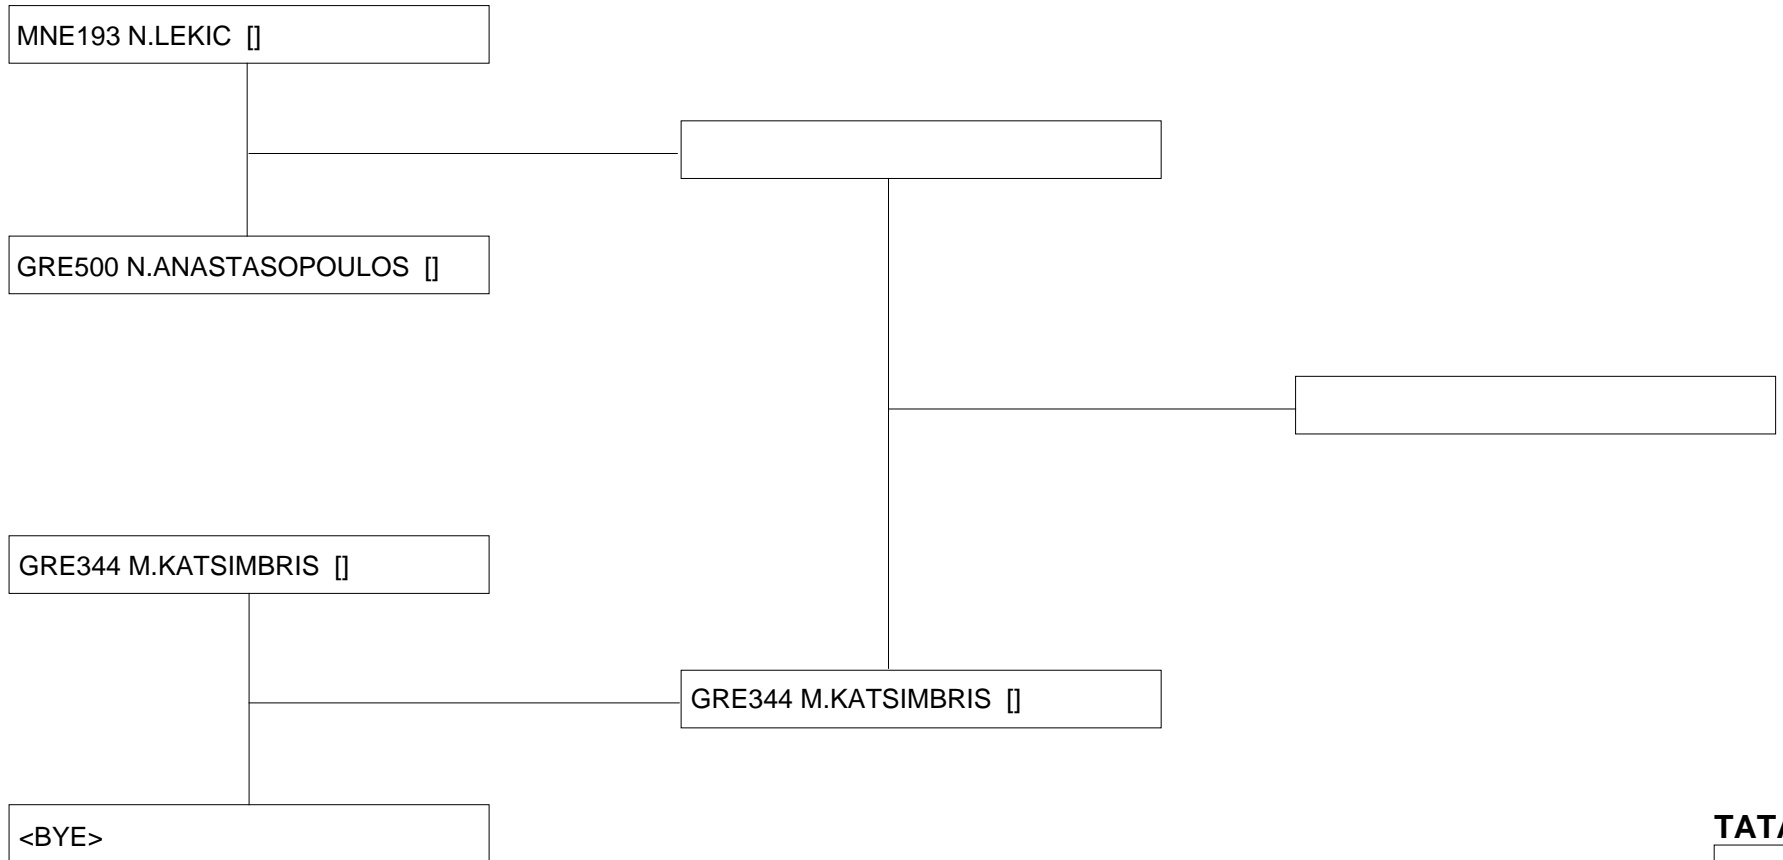 MNE193 N.LEKIC []
GRE500 N.ANASTASOPOULOS []
GRE344 M.KATSIMBRIS []
GRE344 M.KATSIMBRIS []
<BYE>